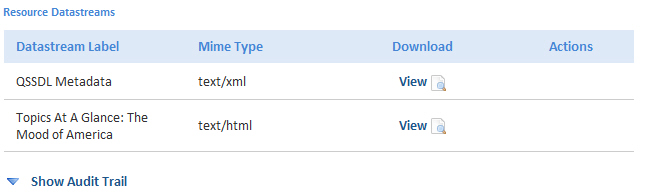 Resource Datastreams
Datastream Label Mime Type Download Actions
QSSDL Metadata text/xml View
Topics At A Glance: The
Mood of America text/html View
Show Audit Trail